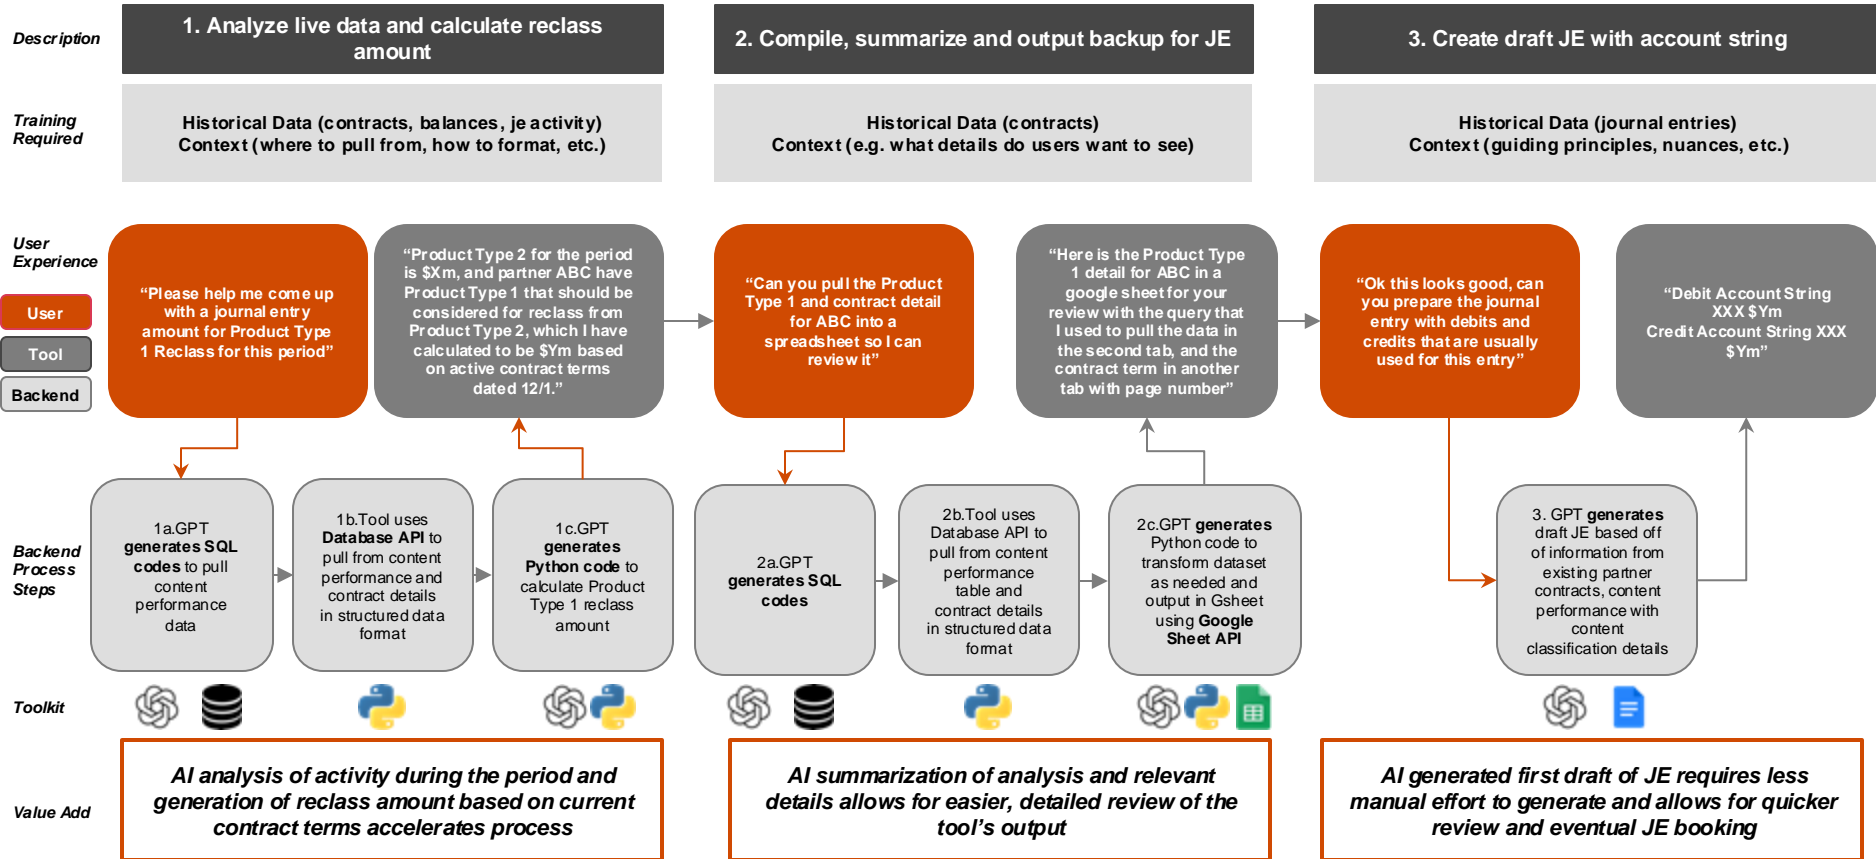 Description
1. Analyze live data and calculate reclass
amount
2. Compile, summarize and output backup for JE
3. Create draft JE with account string
Training
Required
Historical Data (contracts, balances, je activity)
Context (where to pull from, how to format, etc.)
Historical Data (contracts)
Context (e.g. what details do users want to see)
Historical Data (journal entries)
Context (guiding principles, nuances, etc.)
User
Experience
User
Tool
Backend
“Please help me come up
with a journal entry
amount for Product Type
1 Reclass for this period”
“Product Type 2 for the period
is $Xm, and partner ABC have
Product Type 1 that should be
considered for reclass from
Product Type 2, which I have
calculated to be $Ym based
on active contract terms
dated 12/1.”
“Can you pull the Product
Type 1 and contract detail
for ABC into a
spreadsheet so I can
review it”
“Here is the Product Type
1 detail for ABC in a
google sheet for your
review with the query that
I used to pull the data in
the second tab, and the
contract term in another
tab with page number”
“Ok this looks good, can
you prepare the journal
entry with debits and
credits that are usually
used for this entry”
“Debit Account String
XXX $Ym
Credit Account String XXX
$Ym”
Backend
Process
Steps
1a.GPT
generates SQL
codes to pull
content
performance
data
1b.Tool uses
Database API to
pull from content
performance and
contract details
in structured data
format
1c.GPT
generates
Python code to
calculate Product
Type 1 reclass
amount
2a.GPT
generates SQL
codes
2b.Tool uses
Database API to
pull from content
performance
table and
contract details
in structured data
format
2c.GPT generates
Python code to
transform dataset
as needed and
output in Gsheet
using Google
Sheet API
3. GPT generates
draft JE based off
of information from
existing partner
contracts, content
performance with
content
classification details
Toolkit
Value Add
AI analysis of activity during the period and
generation of reclass amount based on current
contract terms accelerates process
AI summarization of analysis and relevant
details allows for easier, detailed review of the
tool’s output
AI generated first draft of JE requires less
manual effort to generate and allows for quicker
review and eventual JE booking